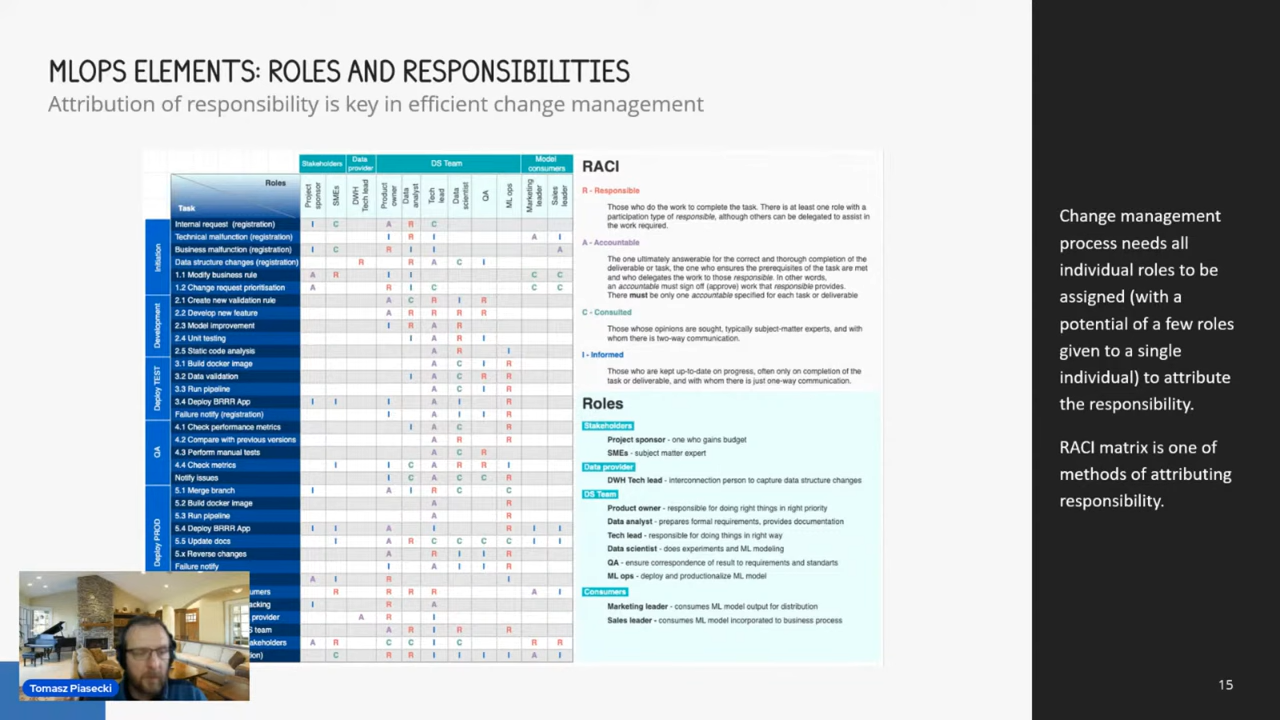 MLOPS ELEMENTS: ROLES AND RESPONSIBILITIES
Attribution of responsibility is key in efficient change management
Stakeholders Data provider DS Team Model consumers
Roles
Task
Project sponsor SMEs DWH Tech lead Product owner Data analyst Tech lead Data scientist QA ML ops Marketing leader Sales leader
Initiation
Internal request (registration) I C A R C
Technical malfunction (registration) I R I A I
Business malfunction (registration) I C R I I A
Data structure changes (registration) R R A C I
1.1 Modify business rule A R I I C C
1.2 Change request prioritisation A R I I C C
Development
2.1 Create new validation rule A C R I R
2.2 Develop new feature A R R R R
2.3 Model improvement I R A R
2.4 Unit testing I A R I
2.5 Static code analysis A R I
Deploy TEST
3.1 Build docker image A C I R
3.2 Data validation I A C R R
3.3 Run pipeline A C I R
3.4 Deploy BRRR App I I I A I R
Failure notify (registration) I A I I R
QA
4.1 Check performance metrics I A C R
4.2 Compare with previous versions A R R
4.3 Perform manual tests A C R
4.4 Check metrics I I C A R R I
Notify issues I C A C C R
Deploy PROD
5.1 Merge branch I A I R C C
5.2 Build docker image A R
5.3 Run pipeline A R
5.4 Deploy BRRR App I I A I R I I
5.5 Update docs I A R C C C C I I
5.x Reverse changes A R I I R
Failure notify I A I I R
A I R I
umers R R R R A I
acking I R A
provider A R I
S team A R I R R
akeholders A R C C I C R R
on) C R R I I I I A I
RACI
R - Responsible
Those who do the work to complete the task. There is at least one role with a
participation type of responsible, although others can be delegated to assist in
the work required.
A - Accountable
The one ultimately answerable for the correct and thorough completion of the
deliverable or task, the one who ensures the prerequisites of the task are met
and who delegates the work to those responsible. In other words,
an accountable must sign off (approve) work that responsible provides.
There must be only one accountable specified for each task or deliverable
C - Consulted
Those whose opinions are sought, typically subject-matter experts, and with
whom there is two-way communication.
I - Informed
Those who are kept up-to-date on progress, often only on completion of the
task or deliverable, and with whom there is just one-way communication.
Roles
Stakeholders
Project sponsor - one who gains budget
SMEs - subject matter expert
Data provider
DWH Tech lead - interconnection person to capture data structure changes
DS Team
Product owner - responsible for doing right things in right priority
Data analyst - prepares formal requirements, provides documentation
Tech lead - responsible for doing things in right way
Data scientist - does experiments and ML modeling
QA - ensure correspondence of result to requirements and standarts
ML ops - deploy and productionalize ML model
Consumers
Marketing leader - consumes ML model output for distribution
Sales leader - consumes ML model incorporated to business process
Change management
process needs all
individual roles to be
assigned (with a
potential of a few roles
given to a single
individual) to attribute
the responsibility.
RACI matrix is one of
methods of attributing
responsibility.
15
Tomasz Piasecki